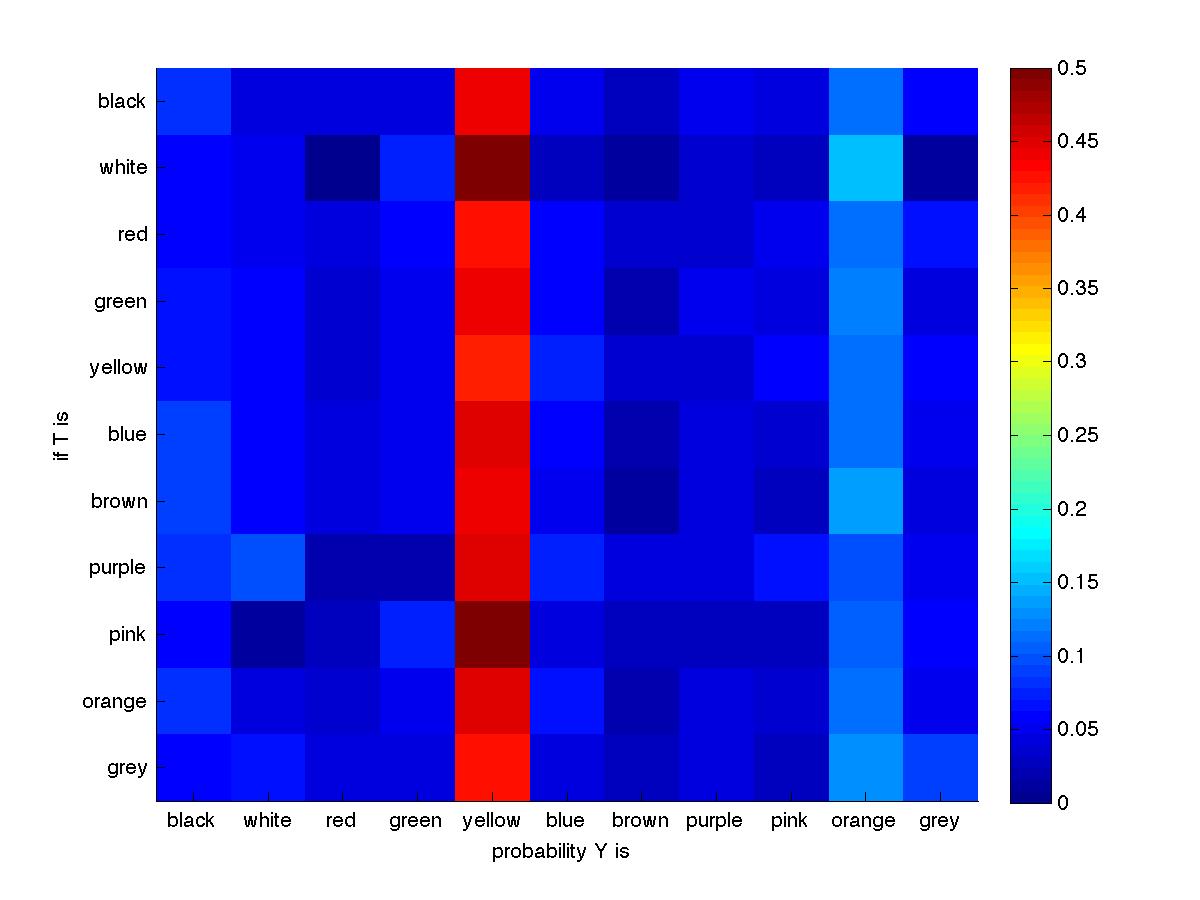 black
white
red
green
yellow
blue
brown
purple
pink
orange
grey
if T is
black white red green yellow blue brown purple pink orange grey
probability Y is
0.5
0.45
0.4
0.35
0.3
0.25
0.2
0.15
0.1
0.05
0